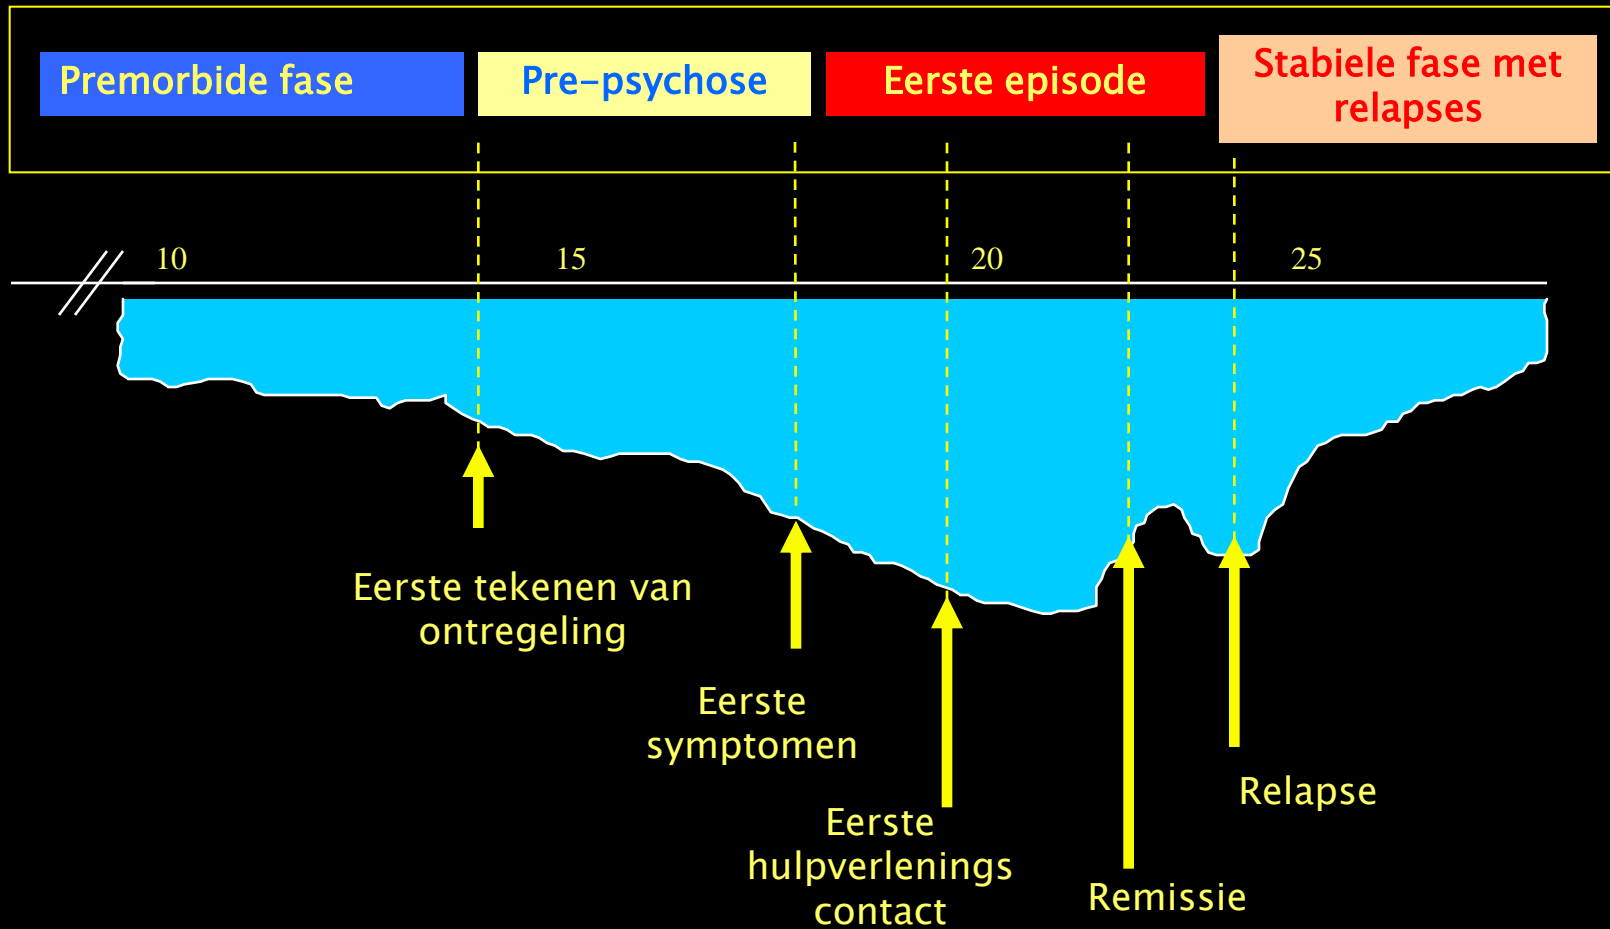 Premorbide fase
Pre-psychose
Eerste episode
Stabiele fase met
relapses
10
15
20
25
Eerste tekenen van
ontregeling
Eerste
symptomen
Eerste
hulpverlenings
contact
Remissie
Relapse